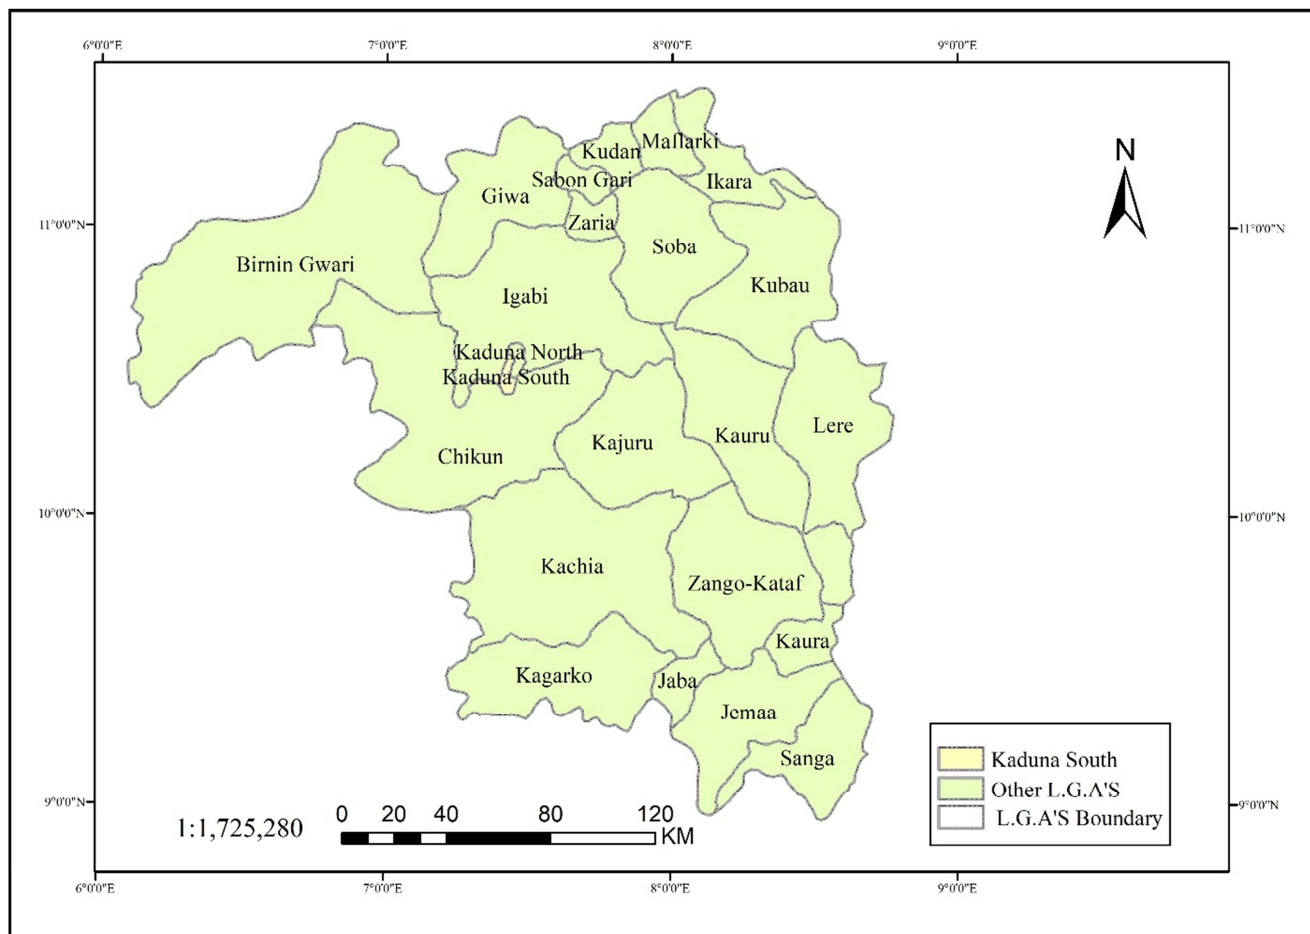 6°0'0"E 7°0'0"E 8°0'0"E 9°0'0"E
N
Maßarki
Kudan
Sabon Gari
Ikara
Giwa
Zaria
11°0'0"N
11°0'0"N
Soba
Birnin Gwari
Kubau
Igabi
Kaduna North
Kaduna South
Lere
Kauru
Kajuru
Chikun
10°0'0"N
10°0'0"N
Kachia
Zango-Kataf
Kaura
Kagarko
Jaba
Jemaa
Sanga
Kaduna South
Other L.G.A'S
L.G.A'S Boundary
9°0'0"N
9°0'0"N
1:1,725,280
0 20 40 80 120
KM
6°0'0"E 7°0'0"E 8°0'0"E 9°0'0"E